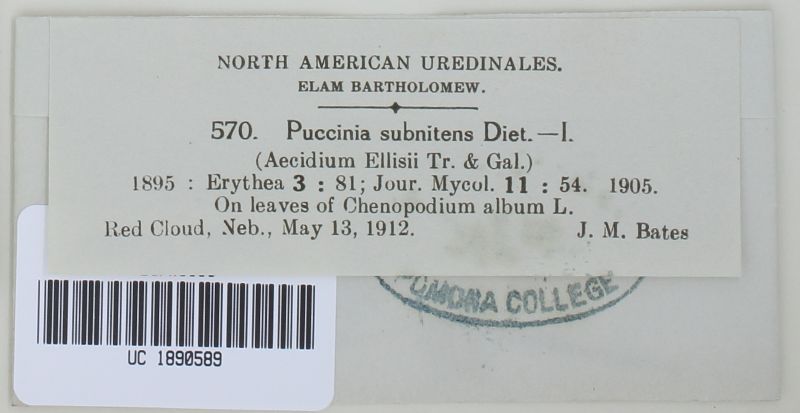 NORTH AMERICAN UREDINALES.
ELAM BARTHOLOMEW.
570. Puccinia subnitens Diet.—I.
(Aecidium Ellisii Tr. & Gal.)
1895 : Erythea 3 : 81; Jour. Mycol. 11 : 54. 1905.
On leaves of Chenopodium album L.
Red Cloud, Neb., May 13, 1912. J. M. Bates
POMONA COLLEGE
UC 1890589